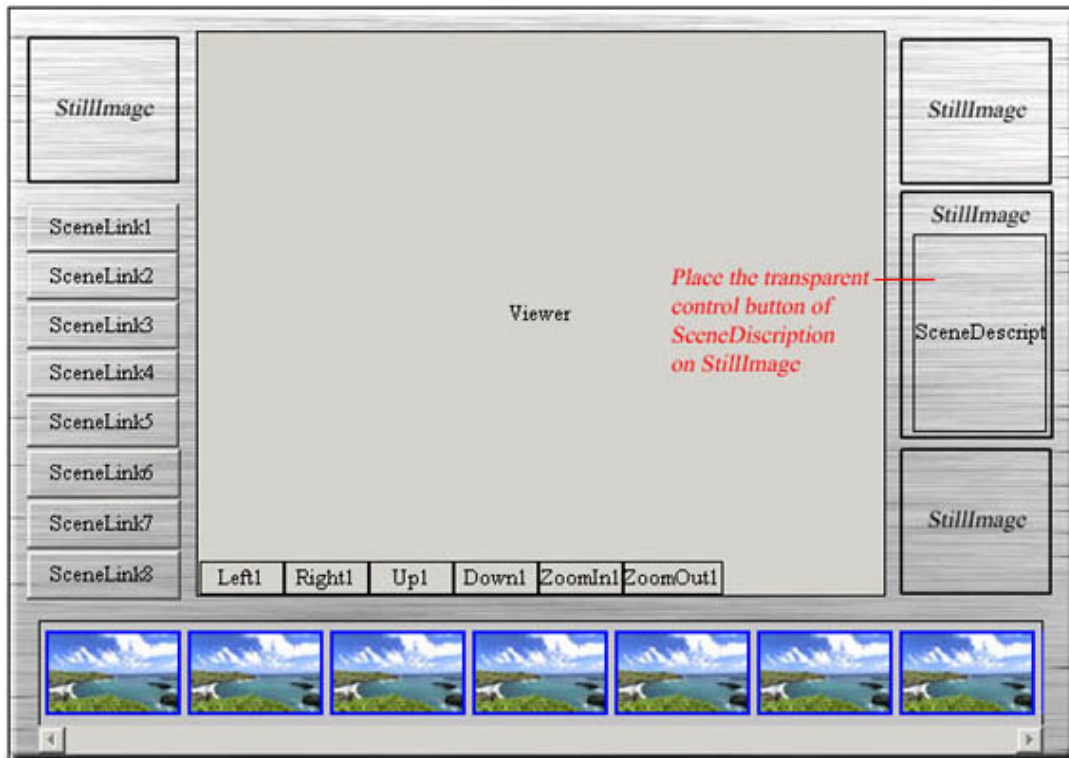 StillImage
SceneLink1
SceneLink2
SceneLink3
SceneLink4
SceneLink5
SceneLink6
SceneLink7
SceneLink8
Viewer
Place the transparent
control button of
SceneDiscription
on StillImage
Left1 Right1 Up1 Down1 ZoomIn1 ZoomOut1
StillImage
StillImage
SceneDescript
StillImage